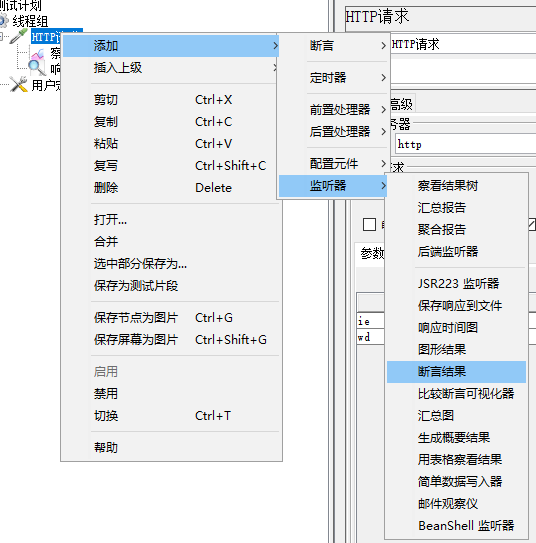 测试计划
线程组
HTTP请求
察
响
用户定
添加
插入上级
剪切 Ctrl+X
复制 Ctrl+C
粘贴 Ctrl+V
复写 Ctrl+Shift+C
删除 Delete
打开...
合并
选中部分保存为...
保存为测试片段
保存节点为图片 Ctrl+G
保存屏幕为图片 Ctrl+Shift+G
启用
禁用
切换 Ctrl+T
帮助
断言
定时器
前置处理器
后置处理器
配置元件
监听器
HTTP请求
HTTP请求
高级
务器
http
求
参数
ie
wd
察看结果树
汇总报告
聚合报告
后端监听器
JSR223 监听器
保存响应到文件
响应时间图
图形结果
断言结果
比较断言可视化器
汇总图
生成概要结果
用表格察看结果
简单数据写入器
邮件观察仪
BeanShell 监听器